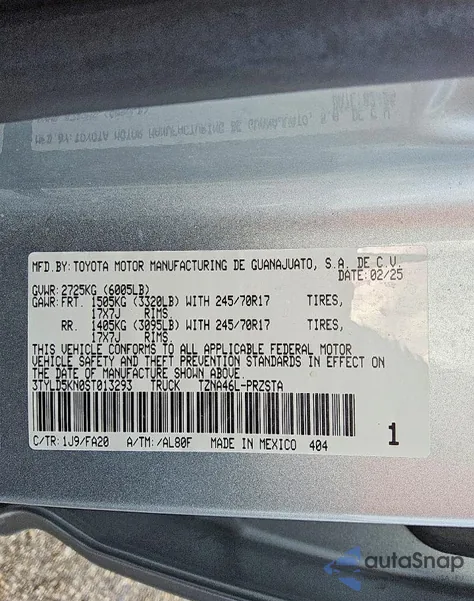 MFD.BY: TOYOTA MOTOR MANUFACTURING DE GUANAJUATO, S.A. DE C.V.
DATE: 02/25
GVWR: 2725KG (6005LB)
GAWR: FRT. 1505KG (3320LB) WITH 245/70R17 TIRES,
17X7J RIMS.
RR. 1405KG (3095LB) WITH 245/70R17 TIRES,
17X7J RIMS.
THIS VEHICLE CONFORMS TO ALL APPLICABLE FEDERAL MOTOR
VEHICLE SAFETY AND THEFT PREVENTION STANDARDS IN EFFECT ON
THE DATE OF MANUFACTURE SHOWN ABOVE.
3TYLD5KN0ST013293 TRUCK TZNA46L-PRZSTA
C/TR: 1J9/FA20 A/TM: /AL80F MADE IN MEXICO 404
1
autoSnap